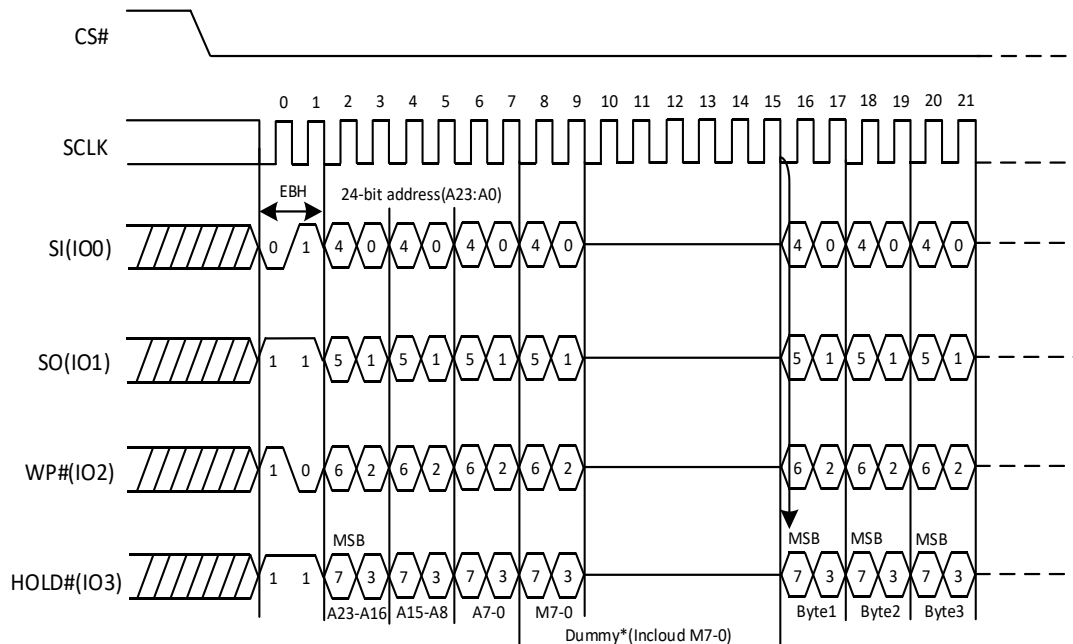 CS#
0 1 2 3 4 5 6 7 8 9 10 11 12 13 14 15 16 17 18 19 20 21
SCLK
EBH
24-bit address(A23:A0)
SI(IO0) 0 1 4 0 4 0 4 0 4 0 4 0 4 0 4 0
SO(IO1) 1 1 5 1 5 1 5 1 5 1 5 1 5 1 5 1
WP#(IO2) 1 0 6 2 6 2 6 2 6 2 6 2 6 2 6 2
MSB MSB MSB MSB
HOLD#(IO3) 1 1 7 3 7 3 7 3 7 3 7 3 7 3 7 3
A23-A16 A15-A8 A7-0 M7-0 Byte1 Byte2 Byte3
Dummy*(Incloud M7-0)